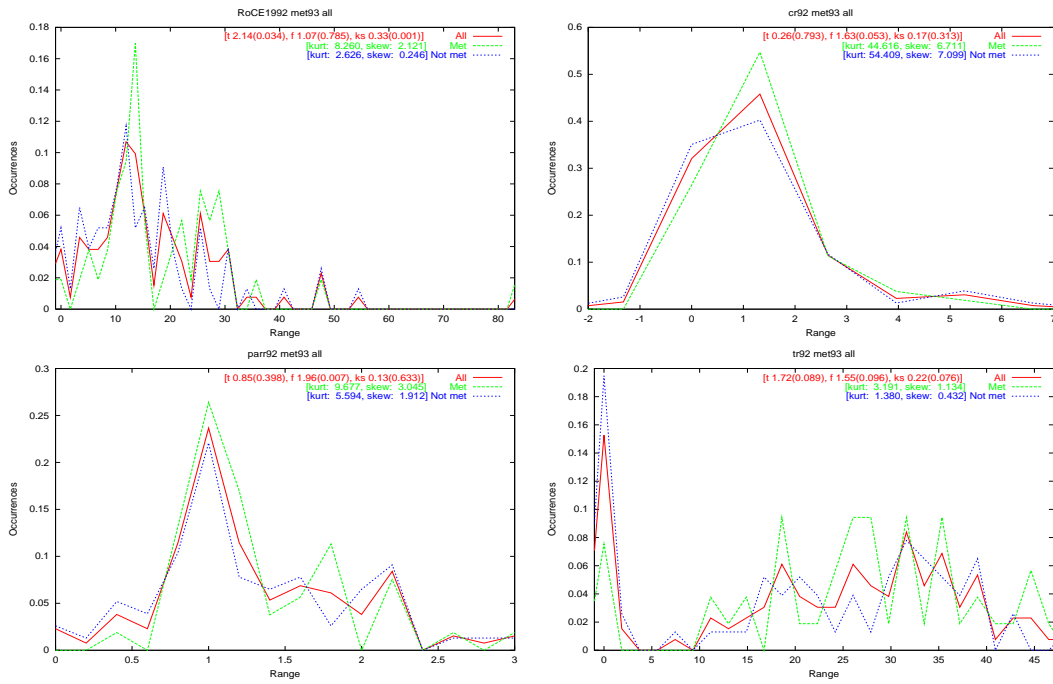 RoCE1992 met93 all
[t 2.14(0.034), f 1.07(0.785), ks 0.33(0.001)] All
[kurt: 8.260, skew: 2.121] Met
[kurt: 2.626, skew: 0.246] Not met
Occurrences
0.18
0.16
0.14
0.12
0.1
0.08
0.06
0.04
0.02
0
0 10 20 30 40 50 60 70 80
Range
cr92 met93 all
[t 0.26(0.793), f 1.63(0.053), ks 0.17(0.313)] All
[kurt: 44.616, skew: 6.711] Met
[kurt: 54.409, skew: 7.099] Not met
Occurrences
0.6
0.5
0.4
0.3
0.2
0.1
0
-2 -1 0 1 2 3 4 5 6 7
Range
parr92 met93 all
[t 0.85(0.398), f 1.96(0.007), ks 0.13(0.633)] All
[kurt: 9.677, skew: 3.045] Met
[kurt: 5.594, skew: 1.912] Not met
Occurrences
0.3
0.25
0.2
0.15
0.1
0.05
0
0 0.5 1 1.5 2 2.5 3
Range
tr92 met93 all
[t 1.72(0.089), f 1.55(0.096), ks 0.22(0.076)] All
[kurt: 3.191, skew: 1.134] Met
[kurt: 1.380, skew: 0.432] Not met
Occurrences
0.2
0.18
0.16
0.14
0.12
0.1
0.08
0.06
0.04
0.02
0
0 5 10 15 20 25 30 35 40 45
Range